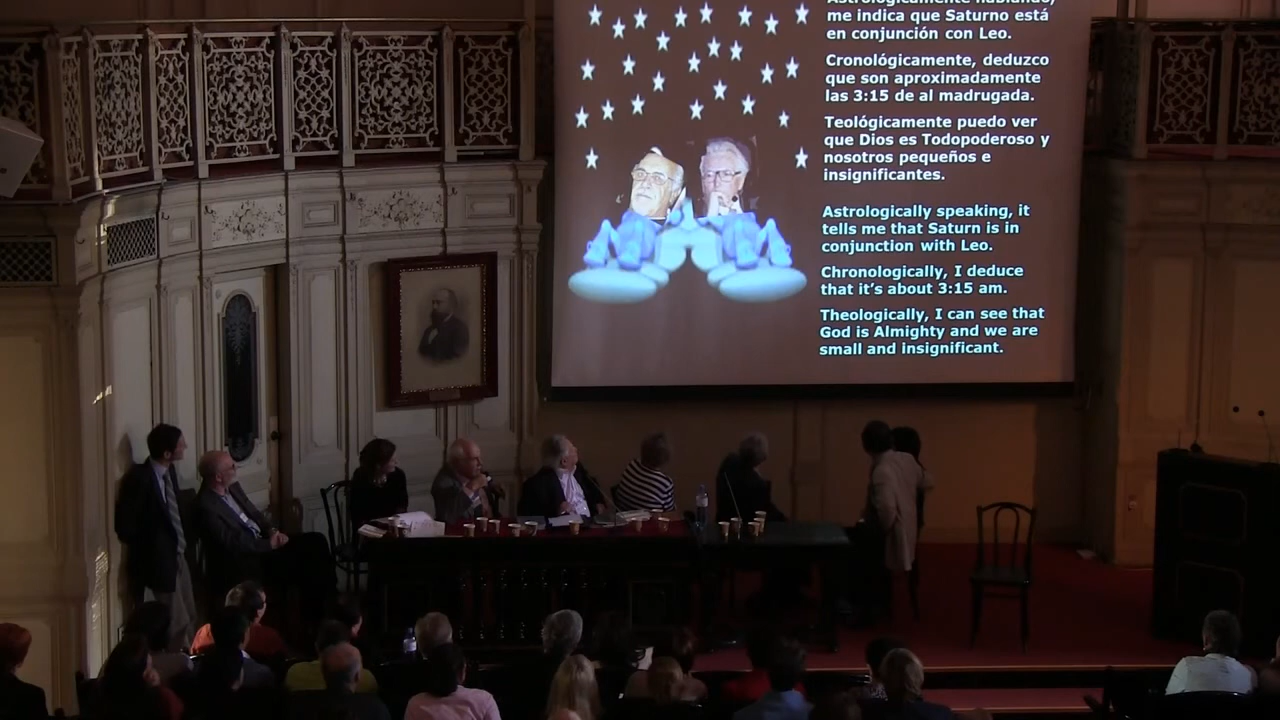 Astrológicamente hablando,
me indica que Saturno está
en conjunción con Leo.
Cronológicamente, deduzco
que son aproximadamente
las 3:15 de al madrugada.
Teológicamente puedo ver
que Dios es Todopoderoso y
nosotros pequeños e
insignificantes.
Astrologically speaking, it
tells me that Saturn is in
conjunction with Leo.
Chronologically, I deduce
that it’s about 3:15 am.
Theologically, I can see that
God is Almighty and we are
small and insignificant.